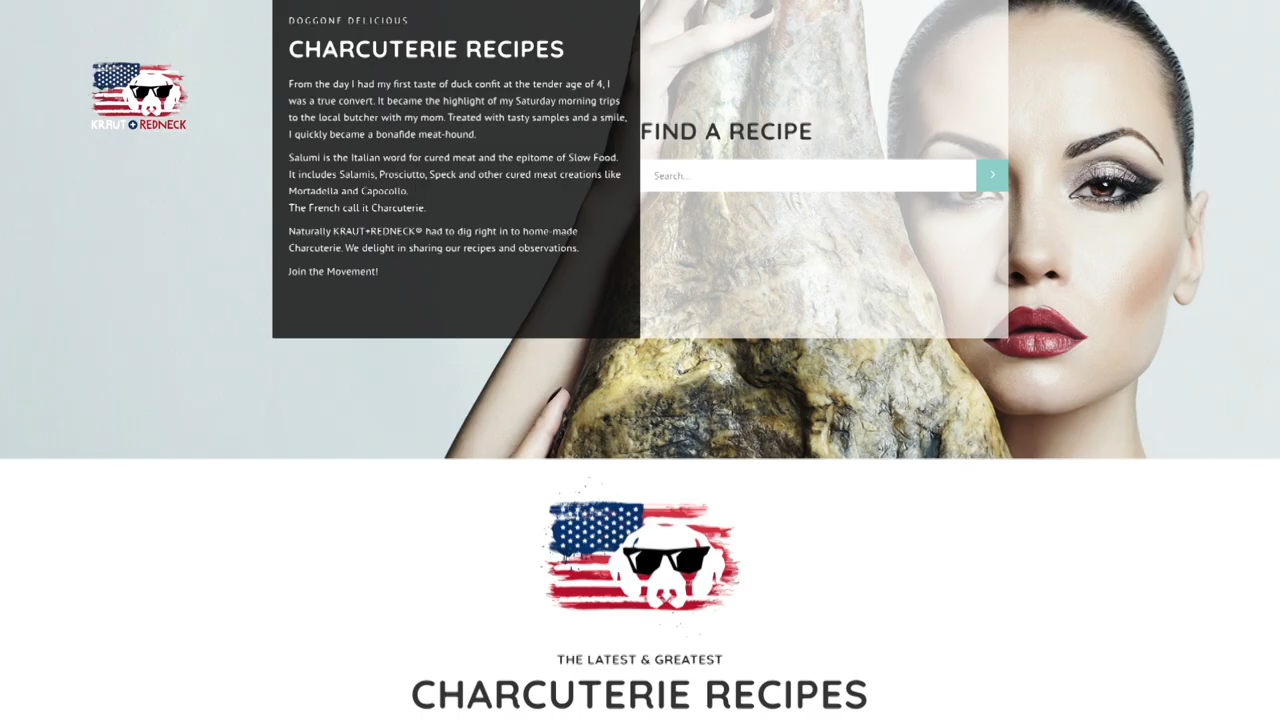 DOGGONE DELICIOUS
CHARCUTERIE RECIPES
From the day I had my first taste of duck confit at the tender age of 4, I
was a true convert. It became the highlight of my Saturday morning trips
to the local butcher with my mom. Treated with tasty samples and a smile,
I quickly became a bonafide meat-hound.
Salumi is the Italian word for cured meat and the epitome of Slow Food.
It includes Salamis, Prosciutto, Speck and other cured meat creations like
Mortadella and Capocollo.
The French call it Charcuterie.
Naturally KRAUT+REDNECK® had to dig right in to home-made
Charcuterie. We delight in sharing our recipes and observations.
Join the Movement!
KRAUT+REDNECK
FIND A RECIPE
Search...
THE LATEST & GREATEST
CHARCUTERIE RECIPES